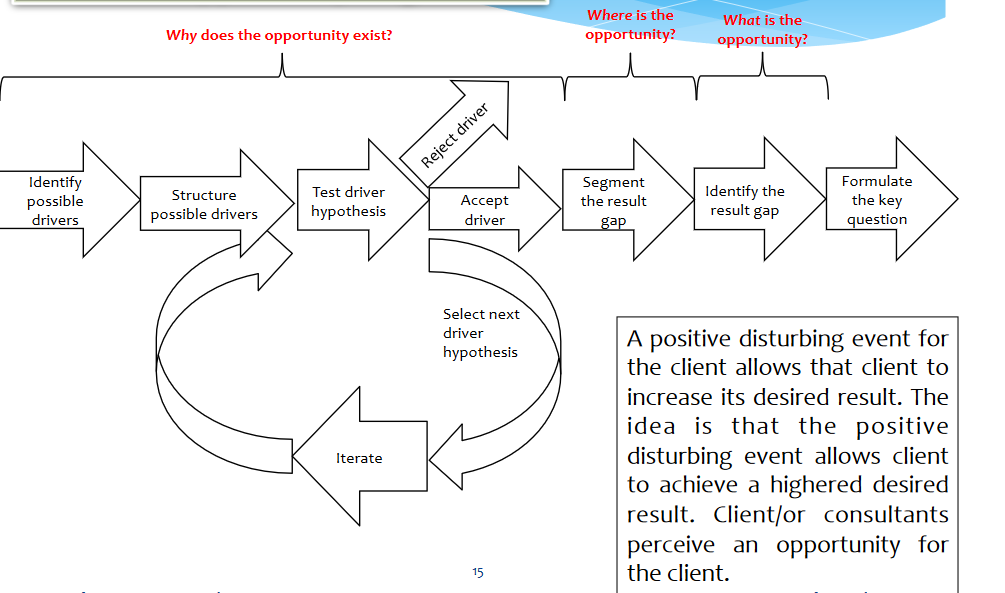 Why does the opportunity exist?
Where is the
opportunity?
What is the
opportunity?
Reject driver
Identify
possible
drivers
Structure
possible drivers
Test driver
hypothesis
Accept
driver
Segment
the result
gap
Identify the
result gap
Formulate
the key
question
Select next
driver
hypothesis
Iterate
A positive disturbing event for
the client allows that client to
increase its desired result. The
idea is that the positive
disturbing event allows client
to achieve a highered desired
result. Client/or consultants
perceive an opportunity for
the client.
15